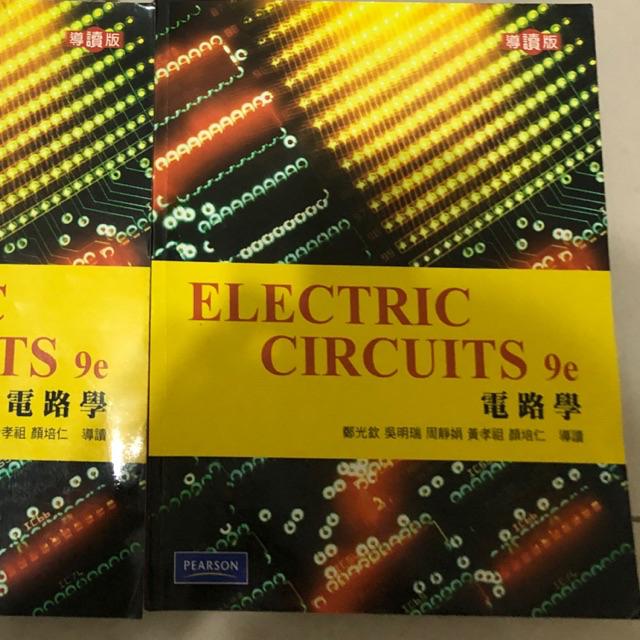 導讀版
C
TS 9e
電路學
孝祖 顏培仁 導讀
導讀版
ELECTRIC
CIRCUITS 9e
電路學
鄭光欽 吳明瑞 周靜娟 黃孝祖 顏培仁 導讀
PEARSON